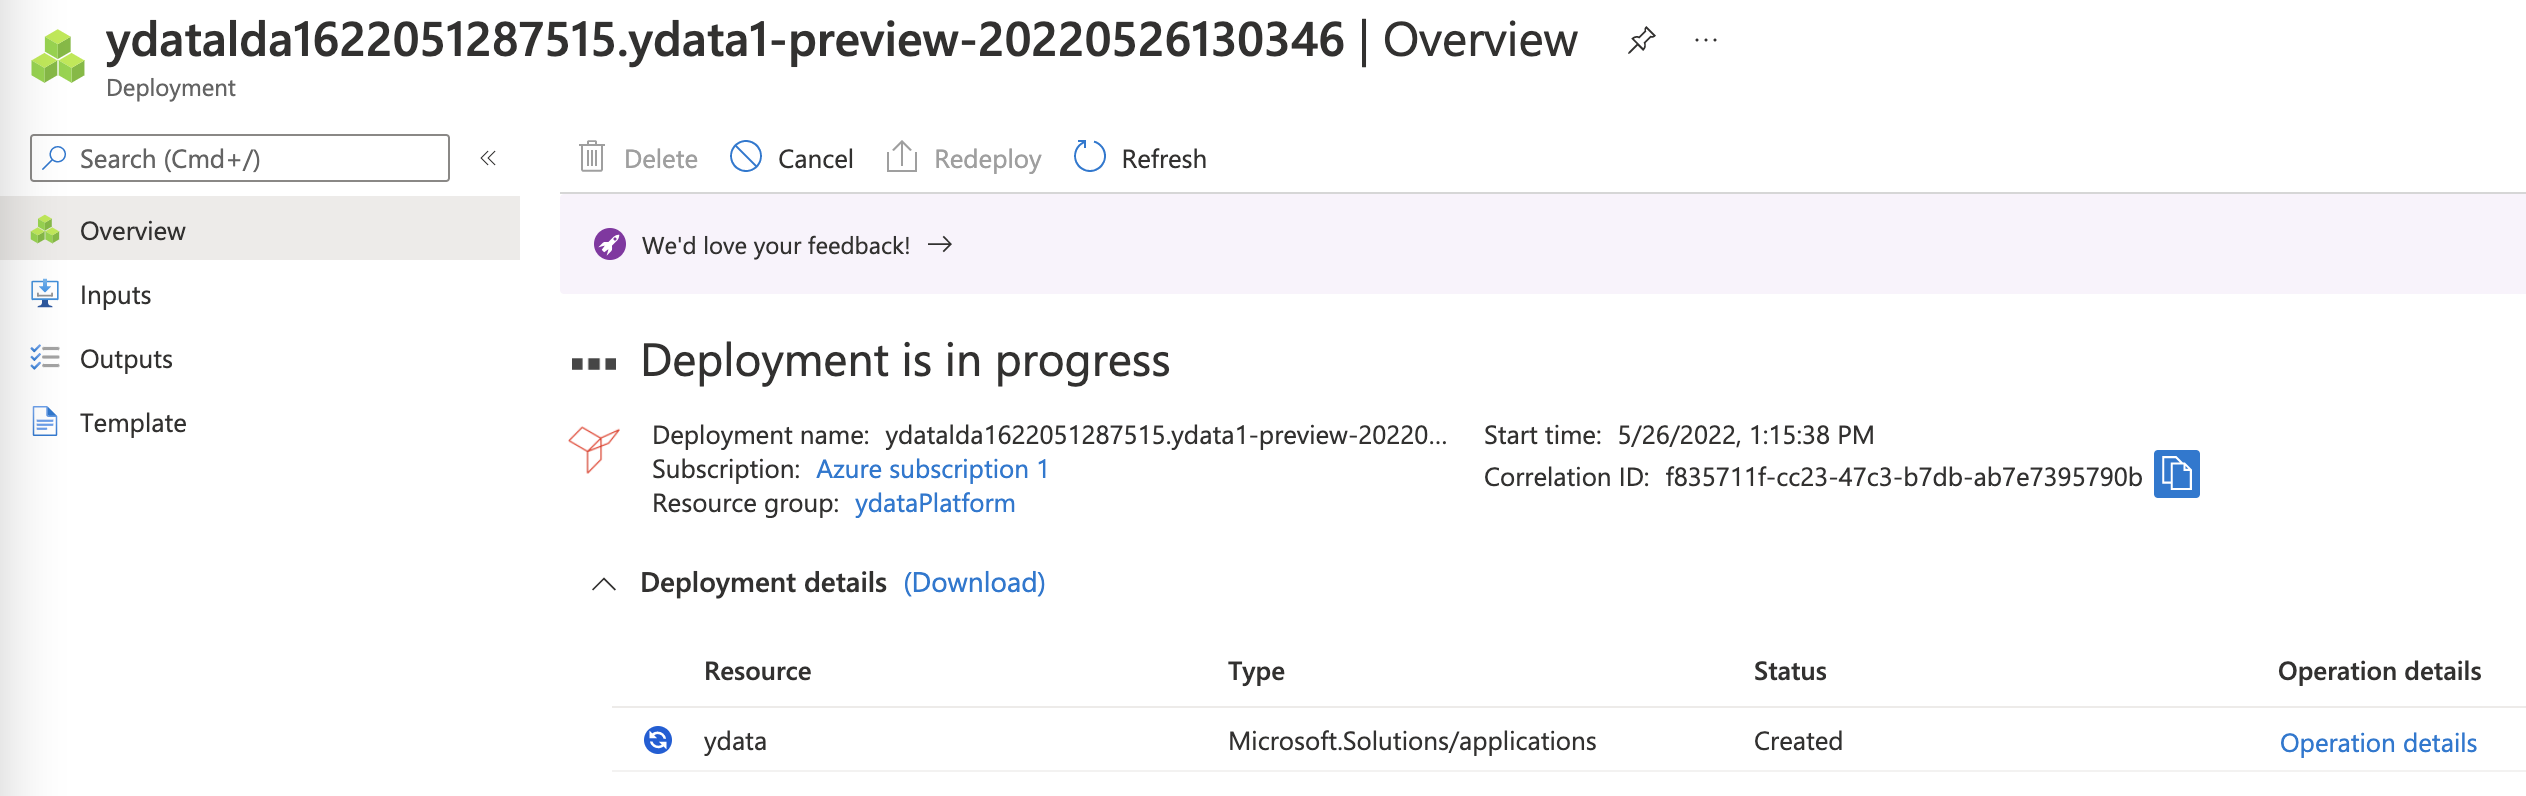 ydatalda1622051287515.ydata1-preview-20220526130346 | Overview
Deployment
Search (Cmd+/)
Delete Cancel Redeploy Refresh
Overview
We'd love your feedback!
Inputs
Outputs
Template
Deployment is in progress
Deployment name: ydatalda1622051287515.ydata1-preview-20220... Start time: 5/26/2022, 1:15:38 PM
Subscription: Azure subscription 1
Correlation ID: f835711f-cc23-47c3-b7db-ab7e7395790b
Resource group: ydataPlatform
Deployment details (Download)
Resource Type Status Operation details
ydata Microsoft.Solutions/applications Created Operation details